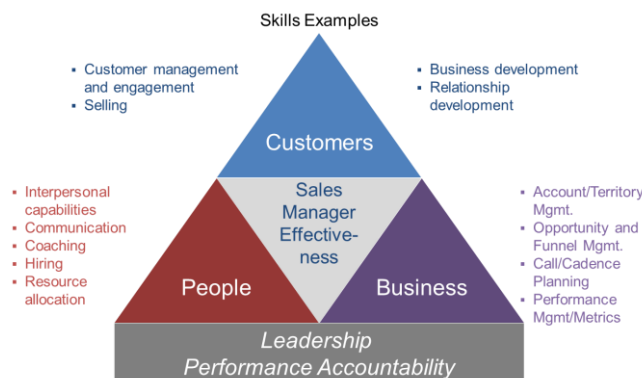 Skills Examples
▪ Customer management
and engagement
▪ Selling
▪ Business development
▪ Relationship
development
Customers
▪ Interpersonal
capabilities
▪ Communication
▪ Coaching
▪ Hiring
▪ Resource
allocation
Sales
Manager
Effective-
ness
▪ Account/Territory
Mgmt.
▪ Opportunity and
Funnel Mgmt.
▪ Call/Cadence
Planning
▪ Performance
Mgmt/Metrics
People
Business
Leadership
Performance Accountability